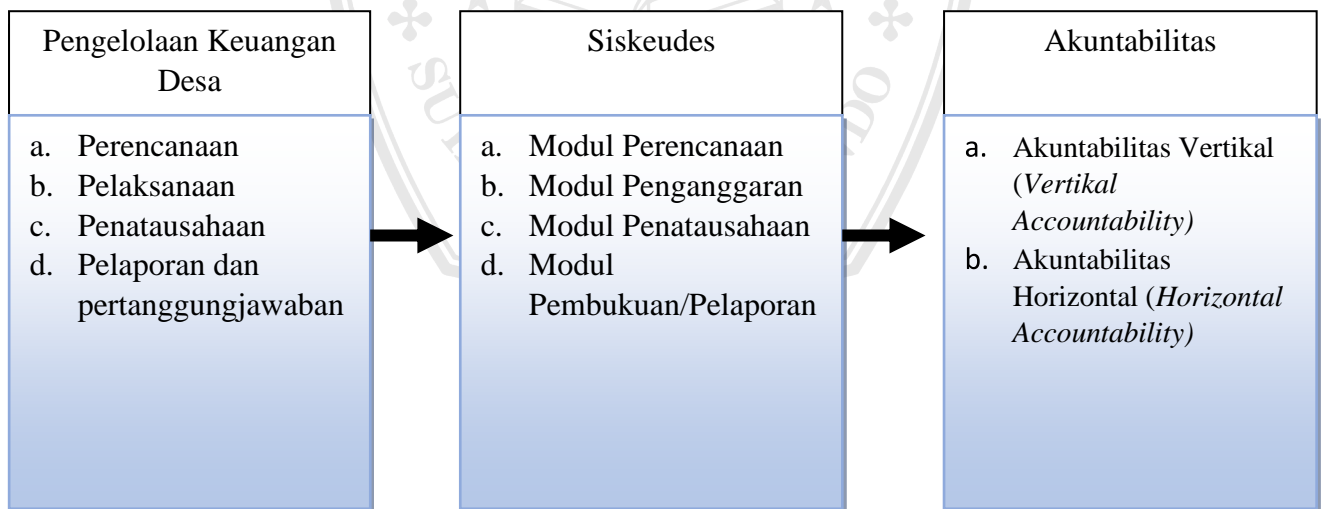 Pengelolaan Keuangan
Desa
a. Perencanaan
b. Pelaksanaan
c. Penatausahaan
d. Pelaporan dan
pertanggungjawaban
Siskeudes
a. Modul Perencanaan
b. Modul Penganggaran
c. Modul Penatausahaan
d. Modul
Pembukuan/Pelaporan
Akuntabilitas
a. Akuntabilitas Vertikal
(Vertikal
Accountability)
b. Akuntabilitas
Horizontal (Horizontal
Accountability)